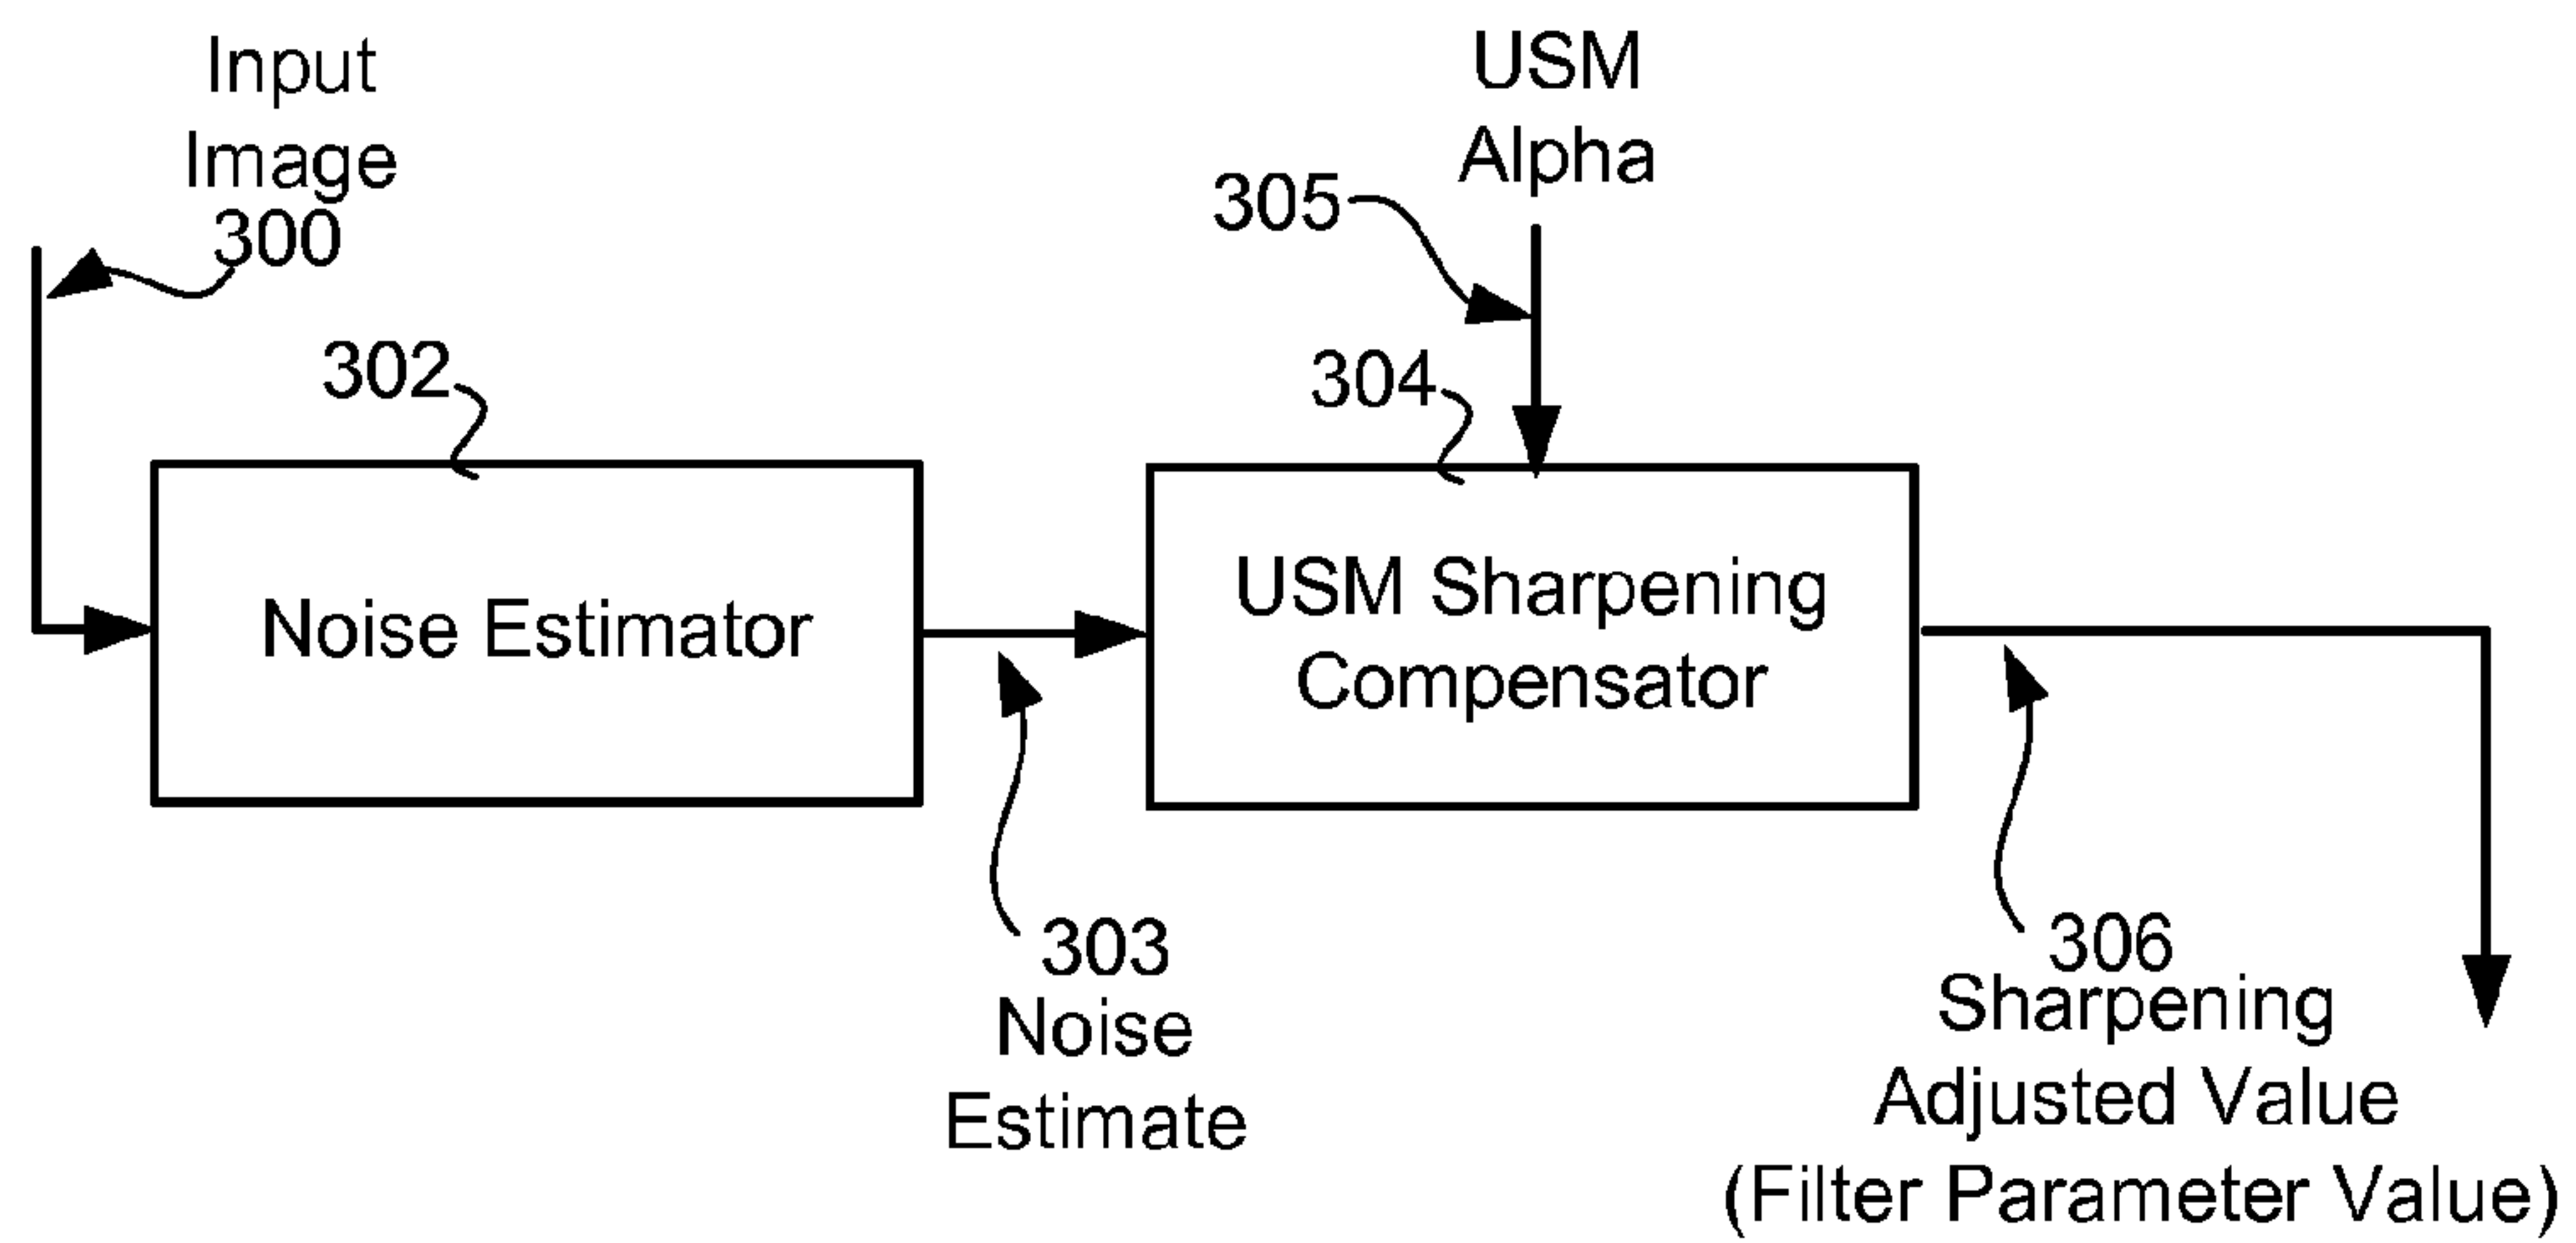 Input
Image
300
USM
Alpha
305
302
304
Noise Estimator
USM Sharpening
Compensator
303
Noise
Estimate
306
Sharpening
Adjusted Value
(Filter Parameter Value)